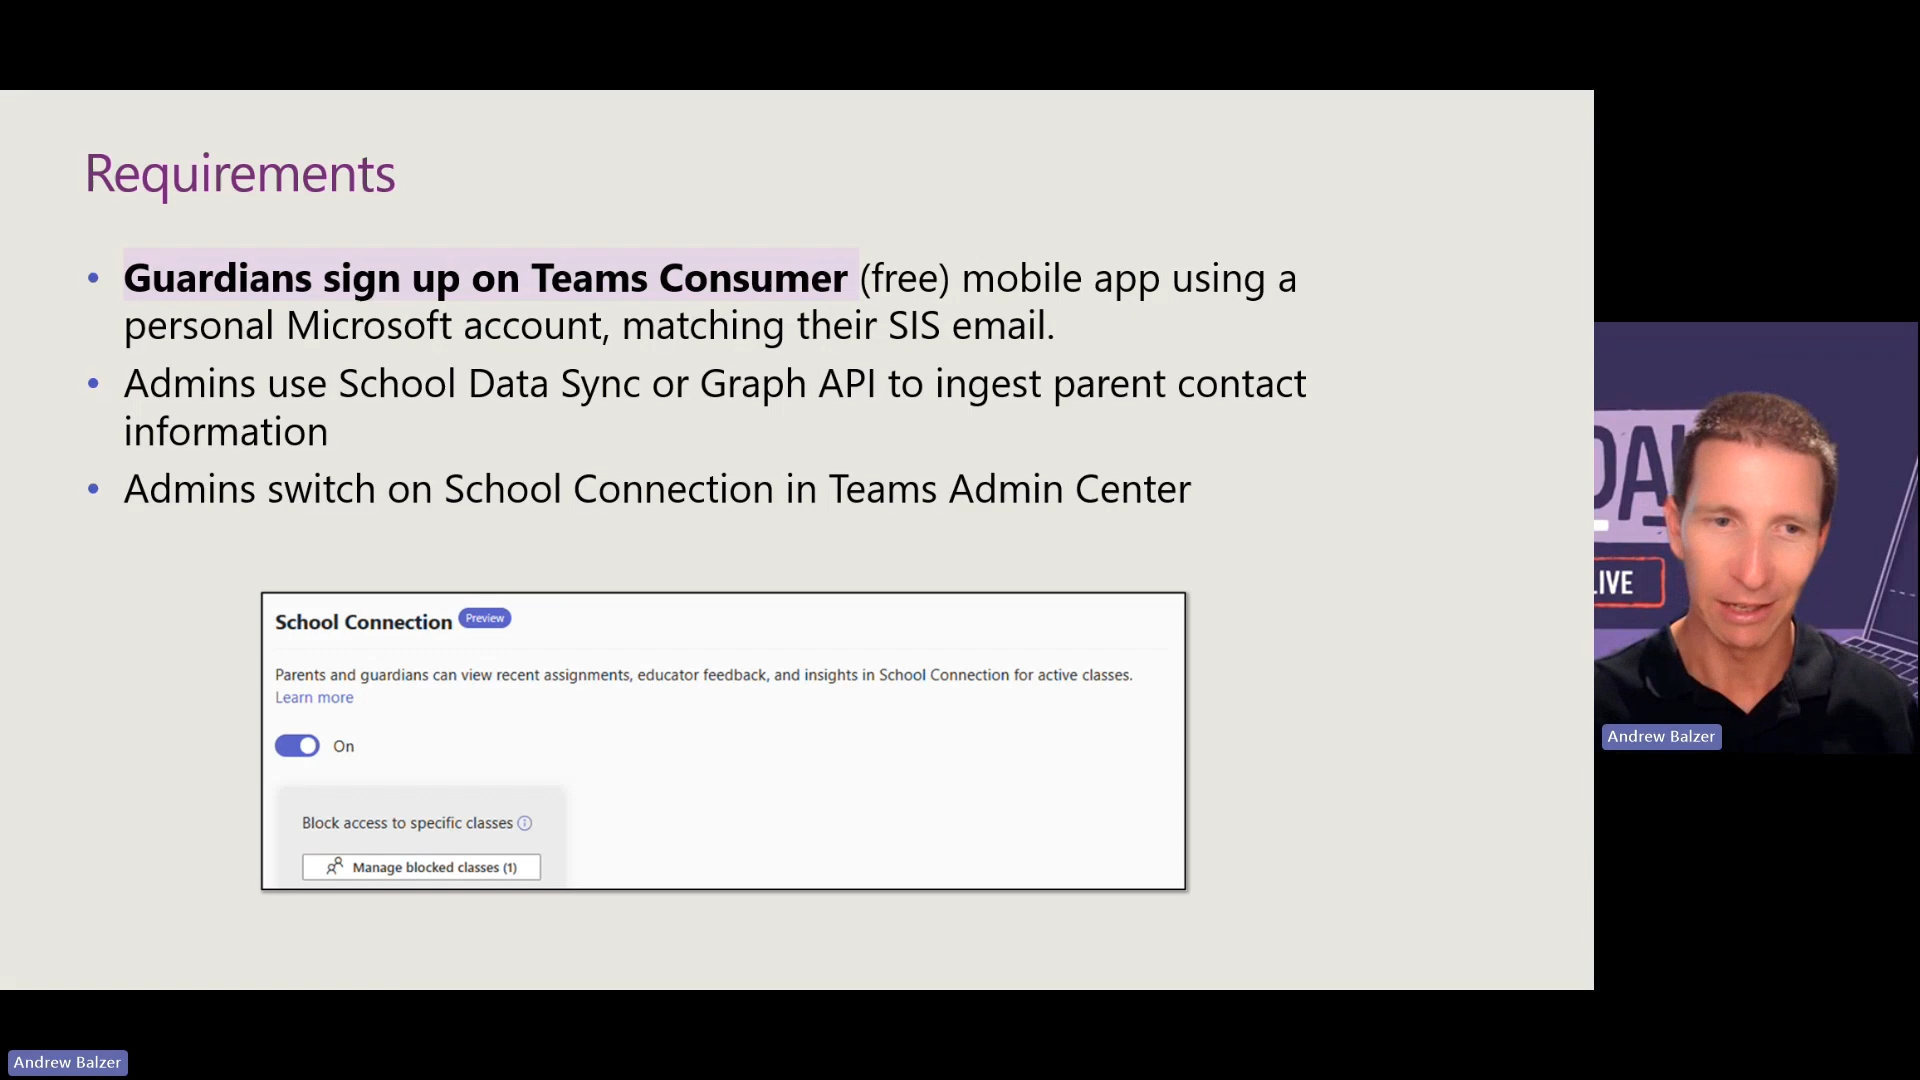 Requirements
• Guardians sign up on Teams Consumer (free) mobile app using a
personal Microsoft account, matching their SIS email.
• Admins use School Data Sync or Graph API to ingest parent contact
information
• Admins switch on School Connection in Teams Admin Center
School Connection Preview
Parents and guardians can view recent assignments, educator feedback, and insights in School Connection for active classes.
Learn more
On
Block access to specific classes
Manage blocked classes (1)
Andrew Balzer
Andrew Balzer